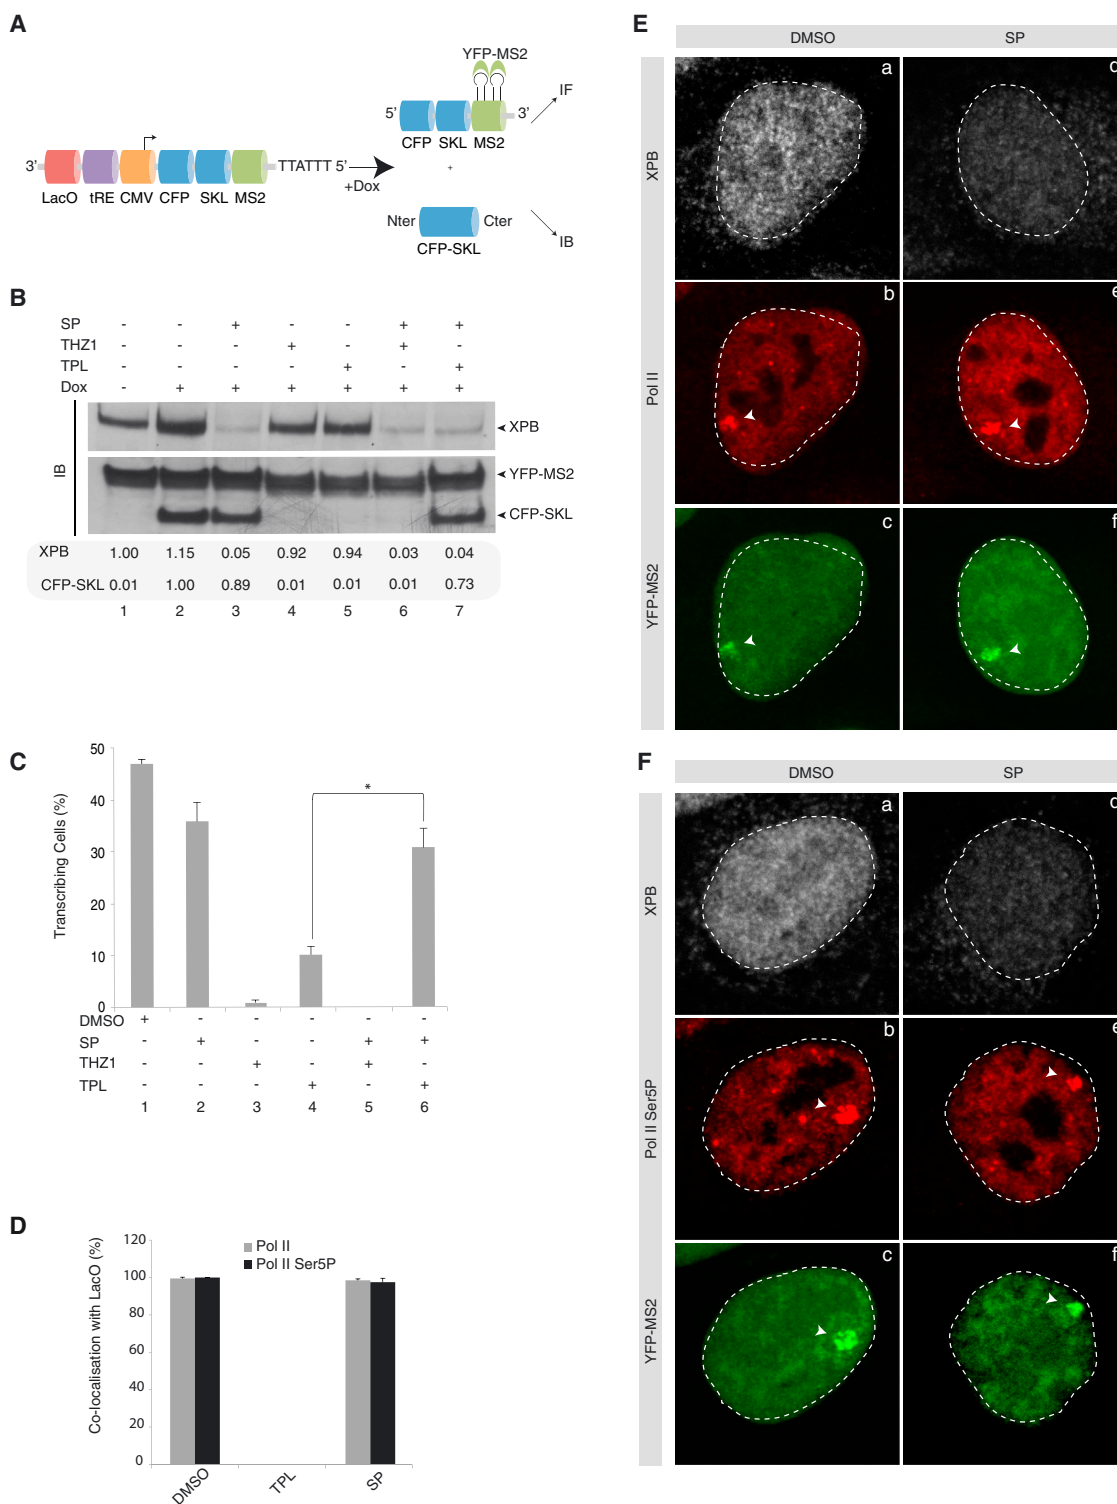 A
YFP-MS2
5' 3'
CFP SKL MS2
IF
3' TTATTT 5'
+Dox
+
LacO tRE CMV CFP SKL MS2
Nter Cter
CFP-SKL
IB
B
SP - - + - - + +
THZ1 - - - + - + -
TPL - - - - + - +
Dox - + + + + + +
IB
XPB
YFP-MS2
CFP-SKL
XPB 1.00 1.15 0.05 0.92 0.94 0.03 0.04
CFP-SKL 0.01 1.00 0.89 0.01 0.01 0.01 0.73
1 2 3 4 5 6 7
C
Transcribing Cells (%)
50
40
30
20
10
0
*
DMSO + - - - - -
SP - + - - + +
THZ1 - - + - + -
TPL - - - + - +
1 2 3 4 5 6
D
Co-localisation with LacO (%)
120
100
80
60
40
20
0
Pol II
Pol II Ser5P
DMSO TPL SP
E
DMSO SP
XPB
a d
Pol II
b e
YFP-MS2
c f
F
DMSO SP
XPB
a d
Pol II Ser5P
b e
YFP-MS2
c f